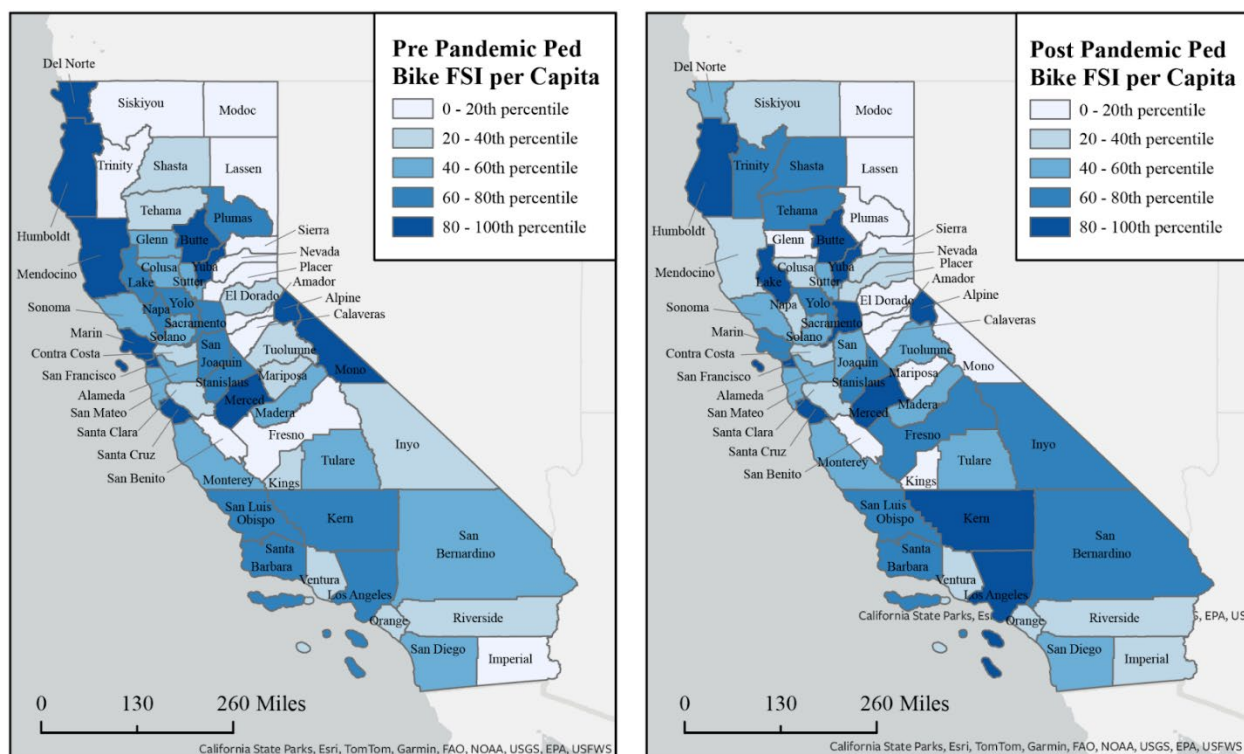 Pre Pandemic Ped
Bike FSI per Capita
0 - 20th percentile
20 - 40th percentile
40 - 60th percentile
60 - 80th percentile
80 - 100th percentile
Del Norte
Siskiyou
Modoc
Trinity
Shasta
Lassen
Tehama
Plumas
Humboldt
Glenn
Butte
Sierra
Mendocino
Colusa
Yuba
Nevada
Lake
Sutter
Placer
Sonoma
Napa
Yolo
El Dorado
Amador
Marin
Sacramento
Alpine
Solano
Calaveras
Contra Costa
San
Joaquin
Tuolumne
San Francisco
Mono
Alameda
Stanislaus
Mariposa
San Mateo
Merced
Madera
Santa Clara
Fresno
Inyo
Santa Cruz
Tulare
San Benito
Monterey
Kings
San Luis
Obispo
Kern
San
Bernardino
Santa
Barbara
Ventura
Los Angeles
Orange
Riverside
San Diego
Imperial
0
130
260 Miles
California State Parks, Esri, TomTom, Garmin, FAO, NOAA, USGS, EPA, USFWS
Post Pandemic Ped
Bike FSI per Capita
0 - 20th percentile
20 - 40th percentile
40 - 60th percentile
60 - 80th percentile
80 - 100th percentile
Del Norte
Siskiyou
Modoc
Trinity
Shasta
Lassen
Tehama
Plumas
Humboldt
Glenn
Butte
Sierra
Mendocino
Colusa
Yuba
Nevada
Lake
Sutter
Placer
Sonoma
Napa
Yolo
El Dorado
Amador
Marin
Sacramento
Alpine
Solano
Calaveras
Contra Costa
San
Joaquin
Tuolumne
San Francisco
Mono
Alameda
Stanislaus
Mariposa
San Mateo
Merced
Madera
Santa Clara
Fresno
Inyo
Santa Cruz
Tulare
San Benito
Monterey
Kings
San Luis
Obispo
Kern
San
Bernardino
Santa
Barbara
Ventura
Los Angeles
California State Parks, Esri
EPA, US
Orange
Riverside
San Diego
Imperial
0
130
260 Miles
California State Parks, Esri, TomTom, Garmin, FAO, NOAA, USGS, EPA, USFWS